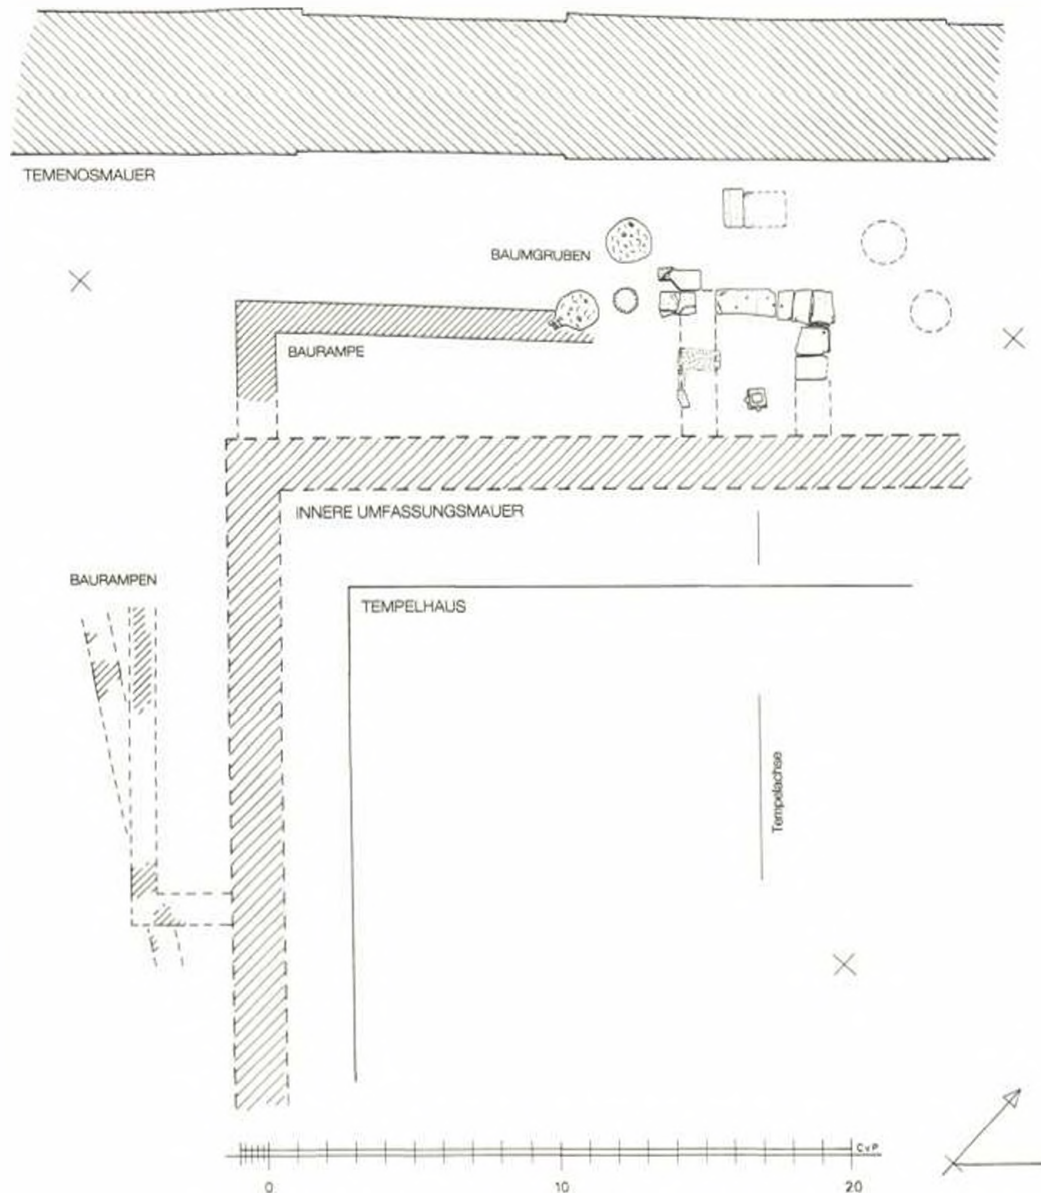 TEMENOSMAUER
BAUMGRUBEN
BAURAMPE
INNERE UMFASSUNGSMAUER
BAURAMPEN
TEMPELHAUS
Tempelachse
CvP
0 10 20